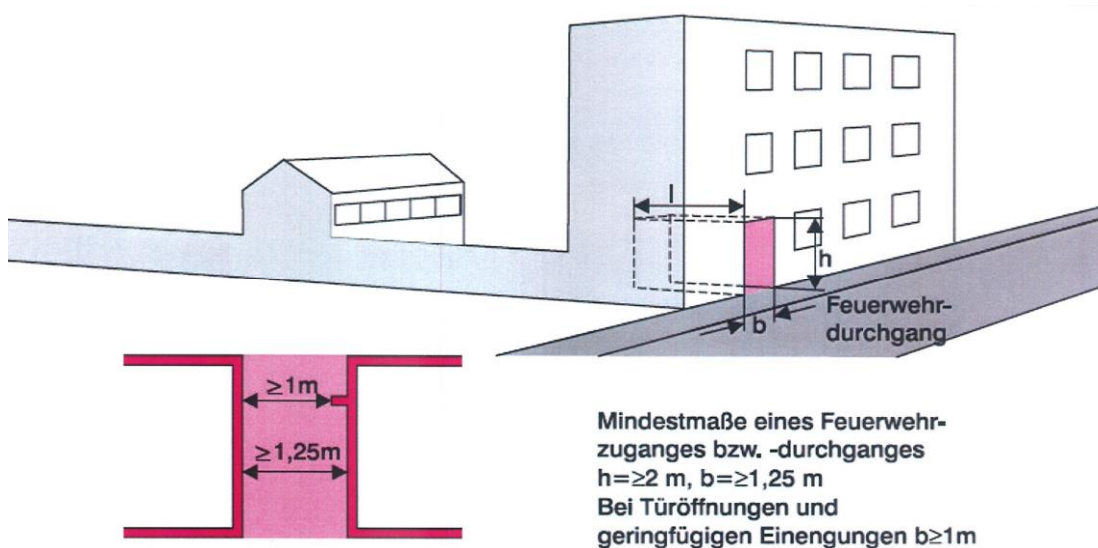 l
h
b
Feuerwehr-
durchgang
≥1m
≥1,25m
Mindestmaße eines Feuerwehr-
zuganges bzw. -durchganges
h=≥2 m, b=≥1,25 m
Bei Türöffnungen und
geringfügigen Einengungen b≥1m